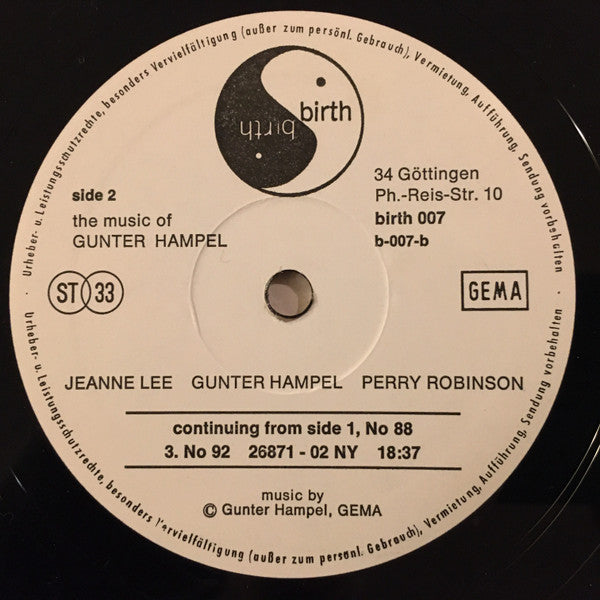 · Urheber- u. Leistungsschutzrechte, besonders Vervielfältigung (außer zum persönl. Gebrauch), Vermietung, Aufführung, Sendung vorbehalten ·
birth
birth
34 Göttingen
side 2
Ph.-Reis-Str. 10
the music of
birth 007
GUNTER HAMPEL
b-007-b
ST 33
GEMA
JEANNE LEE GUNTER HAMPEL PERRY ROBINSON
continuing from side 1, No 88
3. No 92 26871 - 02 NY 18:37
music by
© Gunter Hampel, GEMA
Urheber- u. Leistungsschutzrechte, besonders Vervielfältigung (außer zum persönl. Gebrauch), Vermietung, Aufführung, Sendung vorbehalten